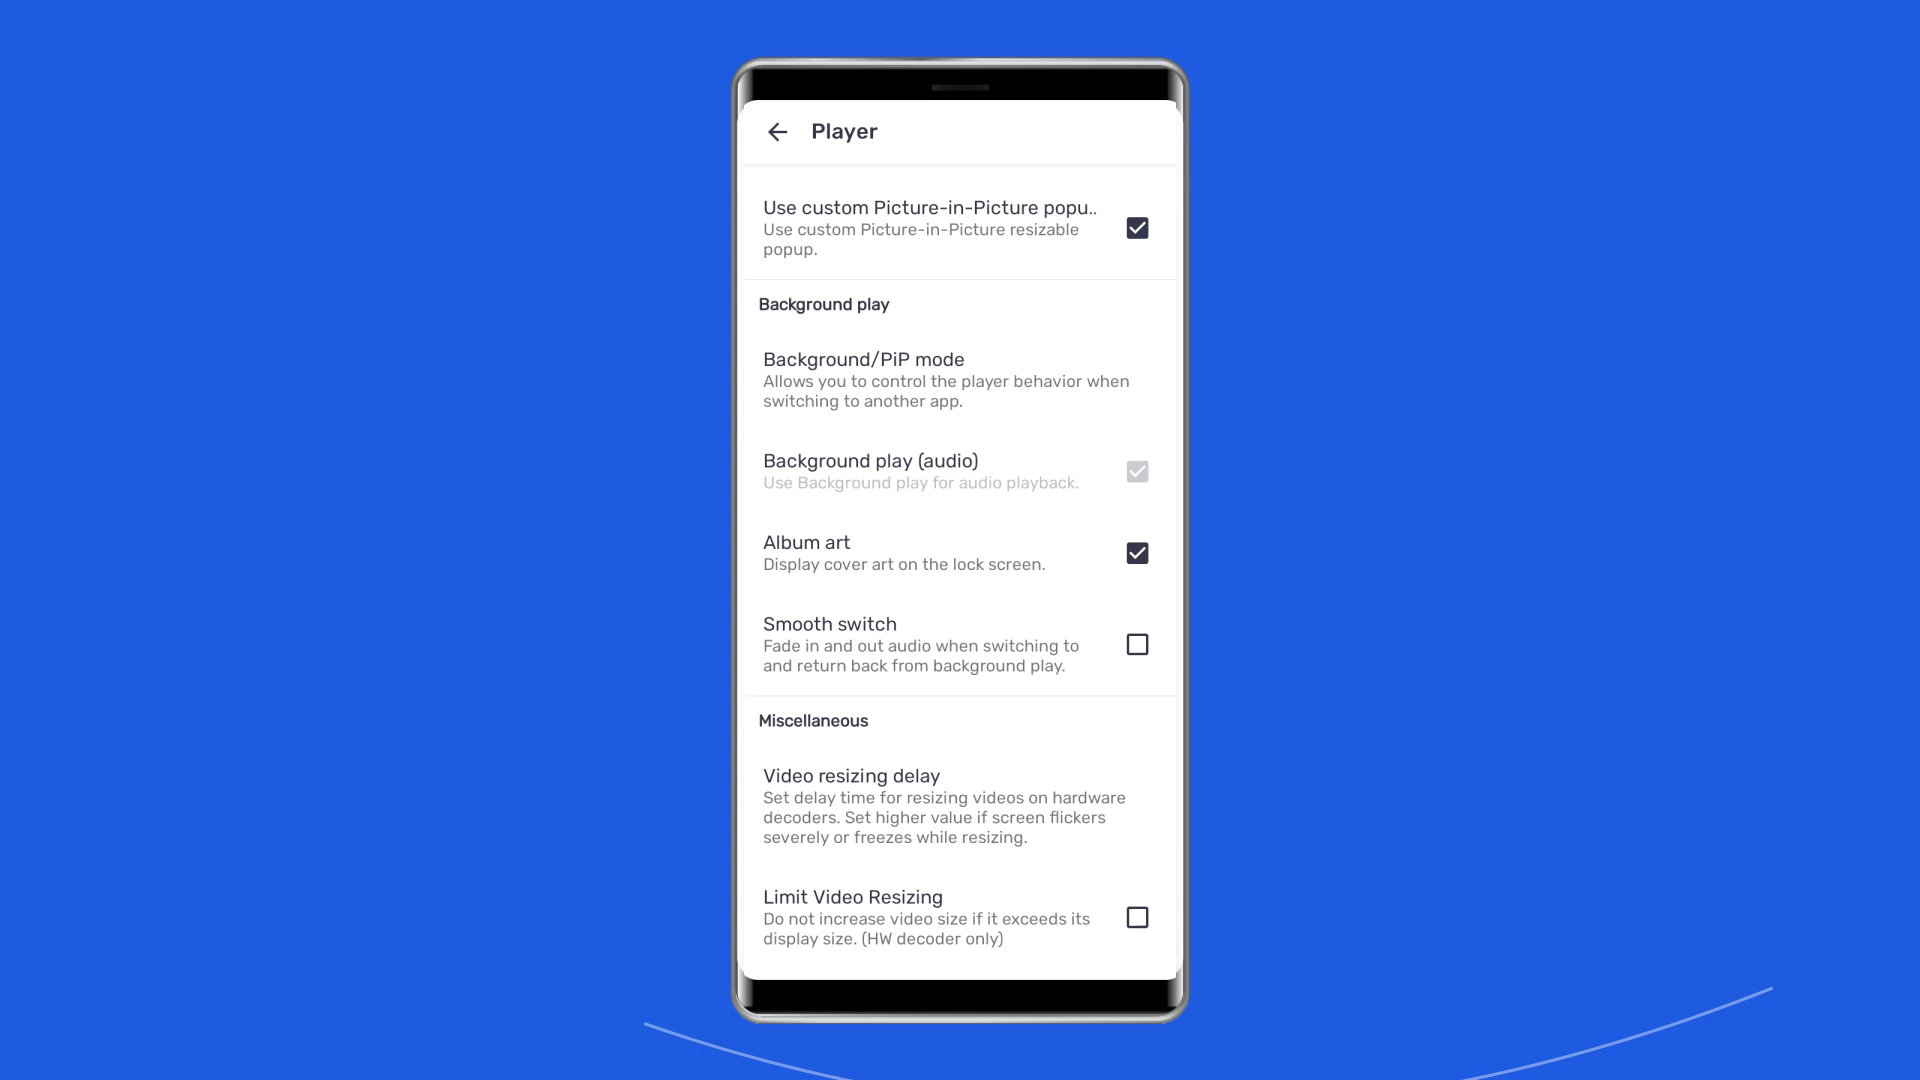 Player
Use custom Picture-in-Picture popu..
Use custom Picture-in-Picture resizable
popup.
Background play
Background/PiP mode
Allows you to control the player behavior when
switching to another app.
Background play (audio)
Use Background play for audio playback.
Album art
Display cover art on the lock screen.
Smooth switch
Fade in and out audio when switching to
and return back from background play.
Miscellaneous
Video resizing delay
Set delay time for resizing videos on hardware
decoders. Set higher value if screen flickers
severely or freezes while resizing.
Limit Video Resizing
Do not increase video size if it exceeds its
display size. (HW decoder only)